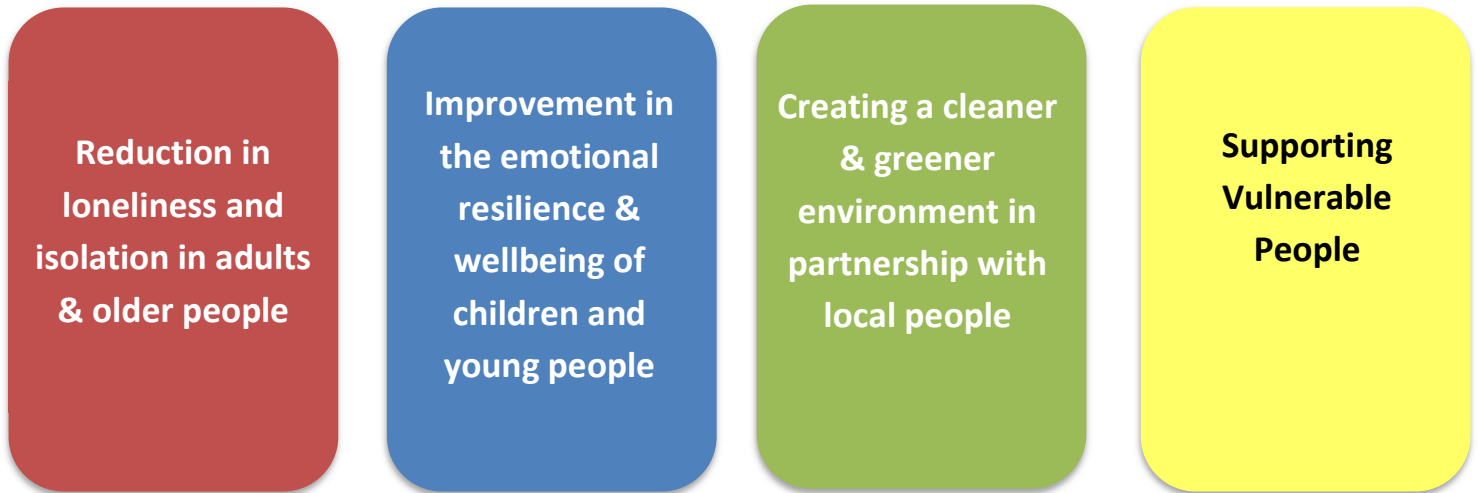 Reduction in
loneliness and
isolation in adults
& older people
Improvement in
the emotional
resilience &
wellbeing of
children and
young people
Creating a cleaner
& greener
environment in
partnership with
local people
Supporting
Vulnerable
People